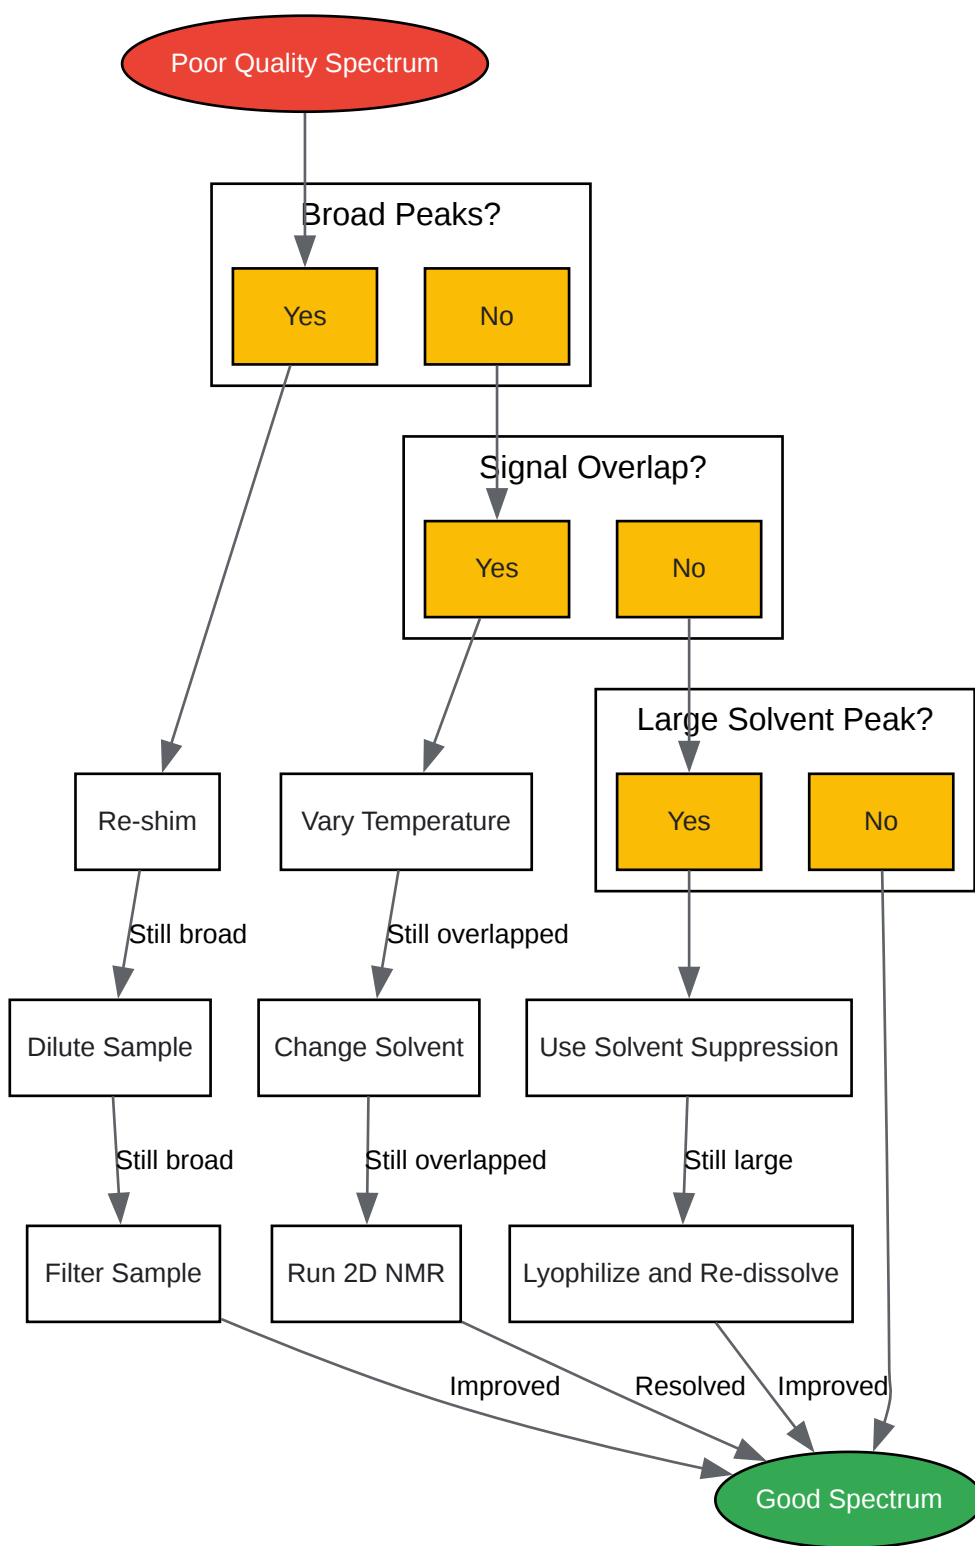 Poor Quality Spectrum
Broad Peaks?
Yes
No
Signal Overlap?
Yes
No
Large Solvent Peak?
Re-shim
Vary Temperature
Yes
No
Still broad
Still overlapped
Dilute Sample
Change Solvent
Use Solvent Suppression
Still broad
Still overlapped
Still large
Filter Sample
Run 2D NMR
Lyophilize and Re-dissolve
Improved
Resolved
Improved
Good Spectrum